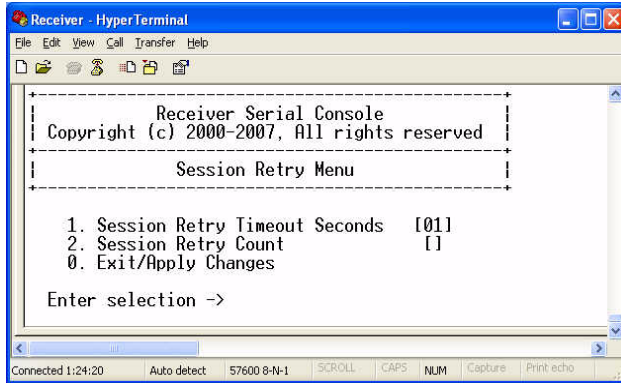 Receiver - HyperTerminal
File Edit View Call Transfer Help
Receiver Serial Console
Copyright (c) 2000-2007, All rights reserved
Session Retry Menu
1. Session Retry Timeout Seconds [01]
2. Session Retry Count []
0. Exit/Apply Changes
Enter selection ->
Connected 1:24:20 Auto detect 57600 8-N-1 SCROLL CAPS NUM Capture Print echo